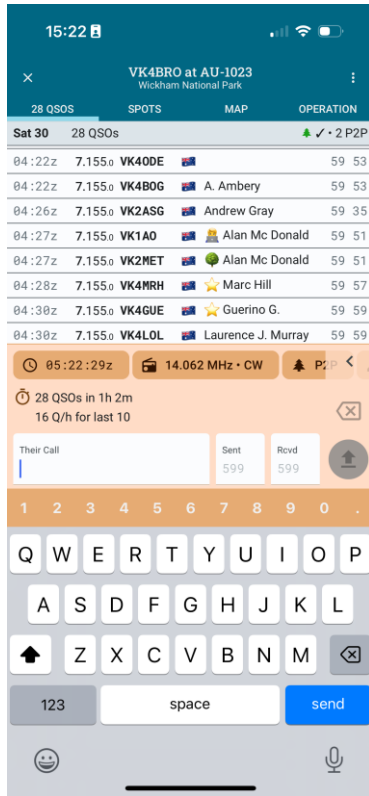 15:22
VK4BRO at AU-1023
Wickham National Park
28 QSOS SPOTS MAP OPERATION
Sat 30 28 QSOs ✓ • 2 P2P
04:22z 7.155.0 VK4ODE 59 53
04:22z 7.155.0 VK4BOG A. Ambery 59 53
04:26z 7.155.0 VK2ASG Andrew Gray 59 35
04:27z 7.155.0 VK1AO Alan Mc Donald 59 51
04:27z 7.155.0 VK2MET Alan Mc Donald 59 51
04:28z 7.155.0 VK4MRH Marc Hill 59 57
04:30z 7.155.0 VK4GUE Guerino G. 59 59
04:30z 7.155.0 VK4LOL Laurence J. Murray 59 59
05:22:29z 14.062 MHz • CW P2P
28 QSOs in 1h 2m
16 Q/h for last 10
Their Call Sent Rcvd
599 599
1 2 3 4 5 6 7 8 9 0 .
Q W E R T Y U I O P
A S D F G H J K L
Z X C V B N M
123 space send